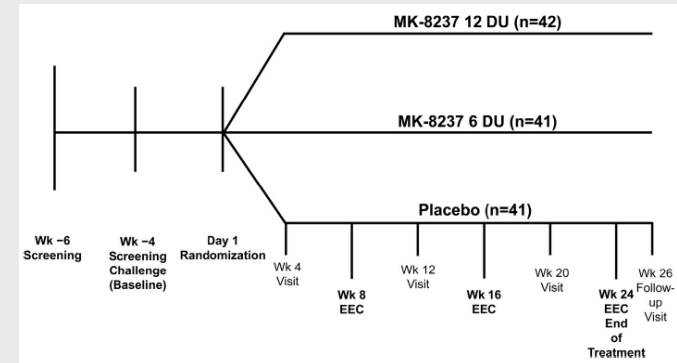 MK-8237 12 DU (n=42)
MK-8237 6 DU (n=41)
Placebo (n=41)
Wk −6
Screening
Wk −4
Screening
Challenge
(Baseline)
Day 1
Randomization
Wk 4
Visit
Wk 8
EEC
Wk 12
Visit
Wk 16
EEC
Wk 20
Visit
Wk 24
EEC
End
of
Treatment
Wk 26
Follow-
up
Visit